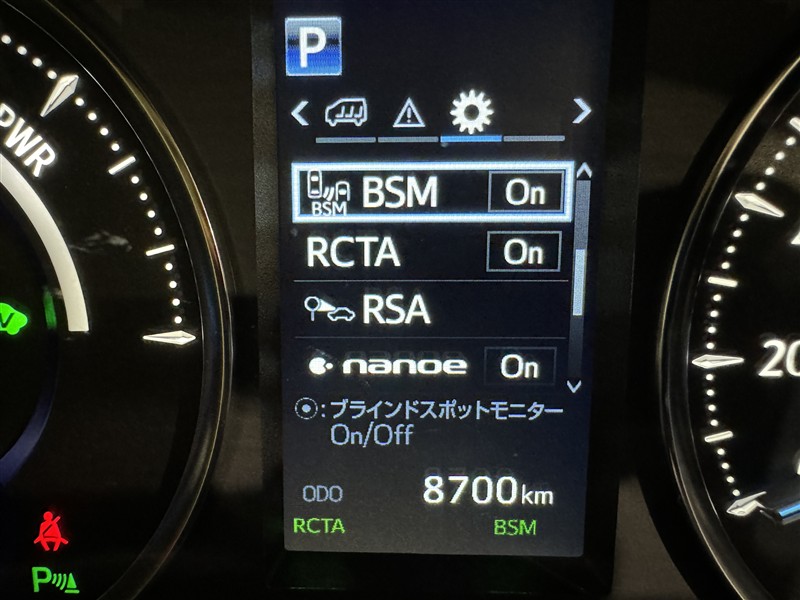 P
PWR
BSM
BSM On
RCTA On
RSA
nanoe On
:ブラインドスポットモニター
On/Off
ODO 8700km
RCTA BSM
P
20